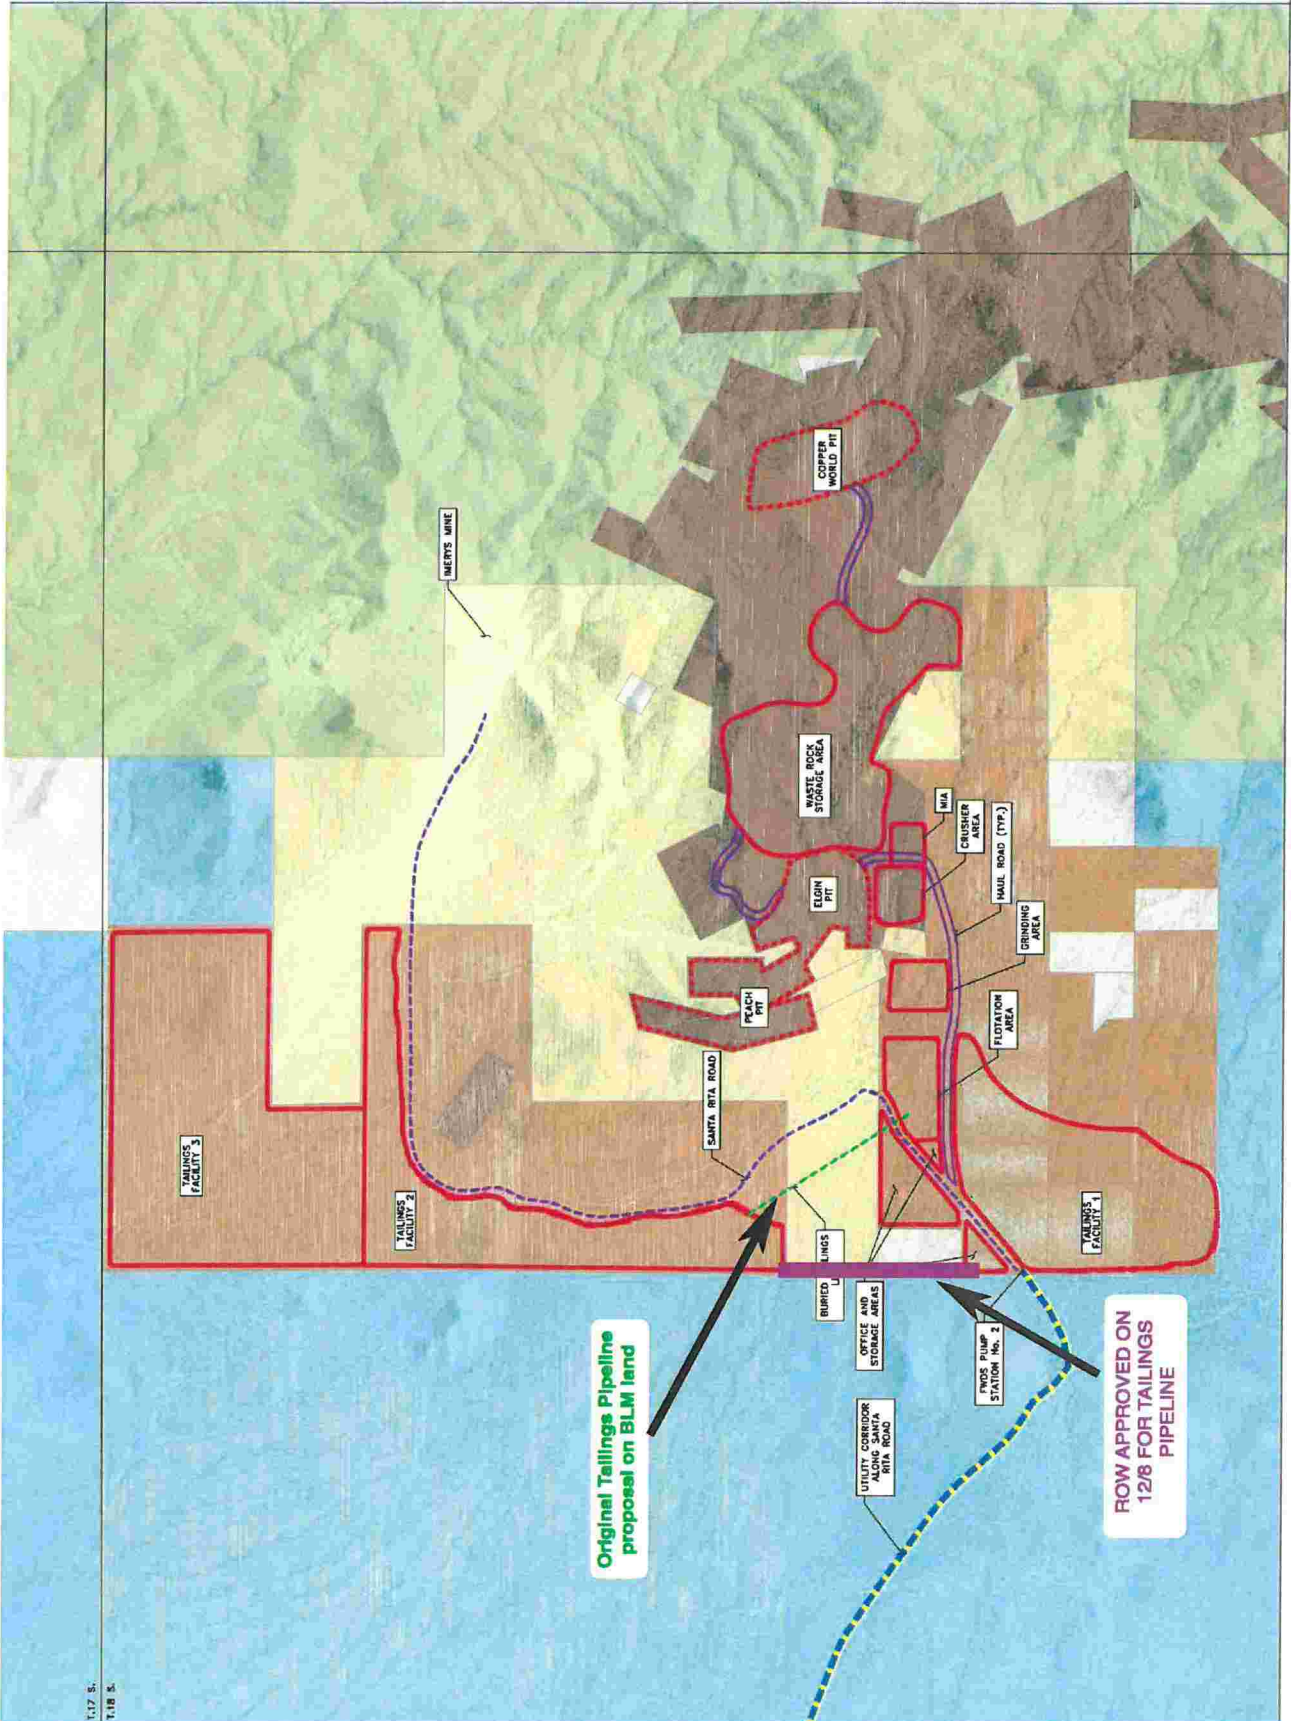 T.17 S.
T.18 S.
IMERYS MINE
COPPER
WORLD PIT
WASTE ROCK
STORAGE AREA
MIA
CRUSHER
AREA
HAUL ROAD (TYP.)
ELGIN
PIT
GRINDING
AREA
PEACH
PIT
FLOTATION
AREA
SANTA RITA ROAD
TAILINGS
FACILITY 3
TAILINGS
FACILITY 2
TAILINGS
FACILITY 1
BURIED
LINGS
OFFICE AND
STORAGE AREAS
FWDS PUMP
STATION No. 2
Original Tailings Pipeline
proposal on BLM land
UTILITY CORRIDOR
ALONG SANTA
RITA ROAD
ROW APPROVED ON
12/8 FOR TAILINGS
PIPELINE